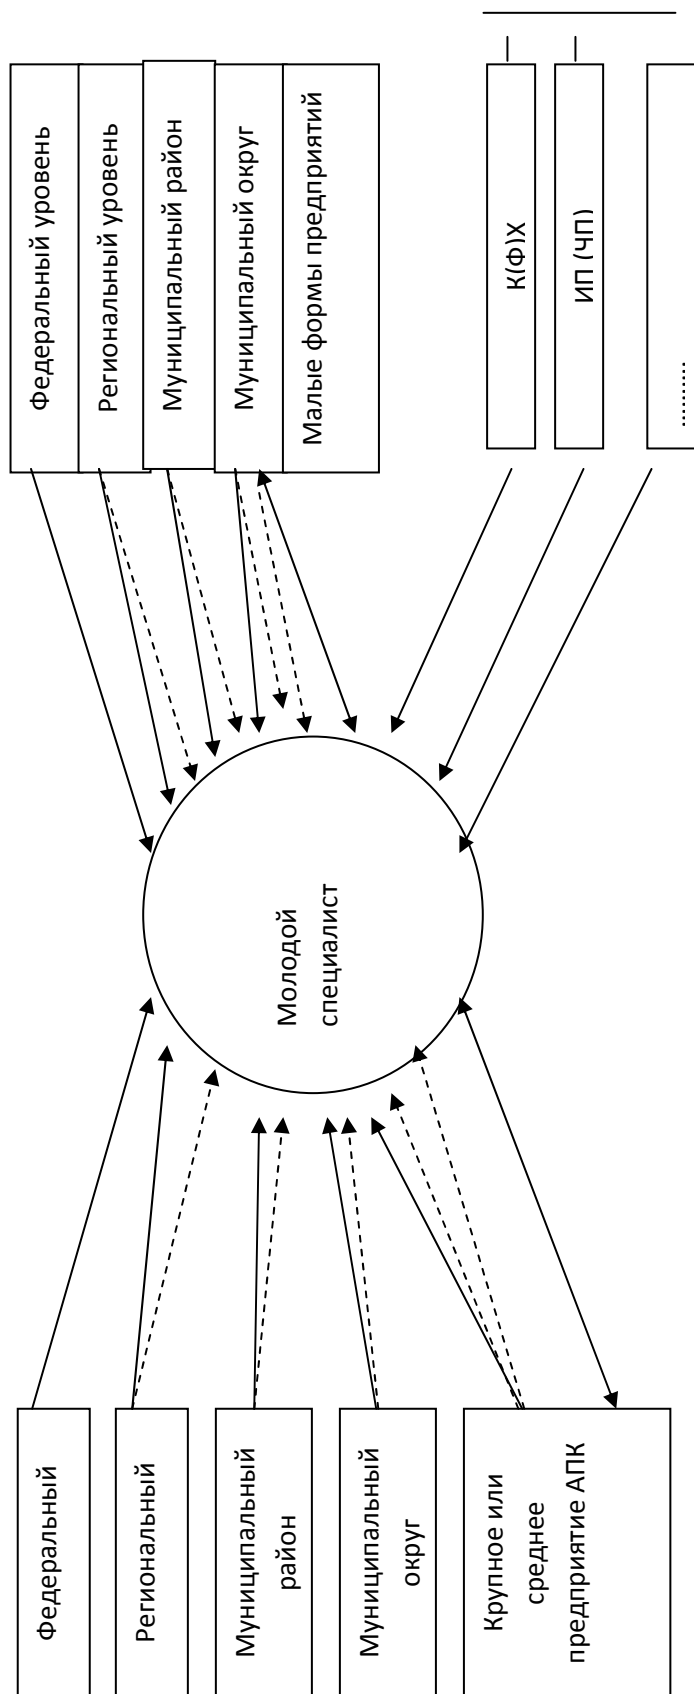 Федеральный
Региональный
Муниципальный
район
Муниципальный
округ
Крупное или
среднее
предприятие АПК
Молодой
специалист
Федеральный уровень
Региональный уровень
Муниципальный район
Муниципальный округ
Малые формы предприятий
К(Ф)Х
ИП (ЧП)
...........